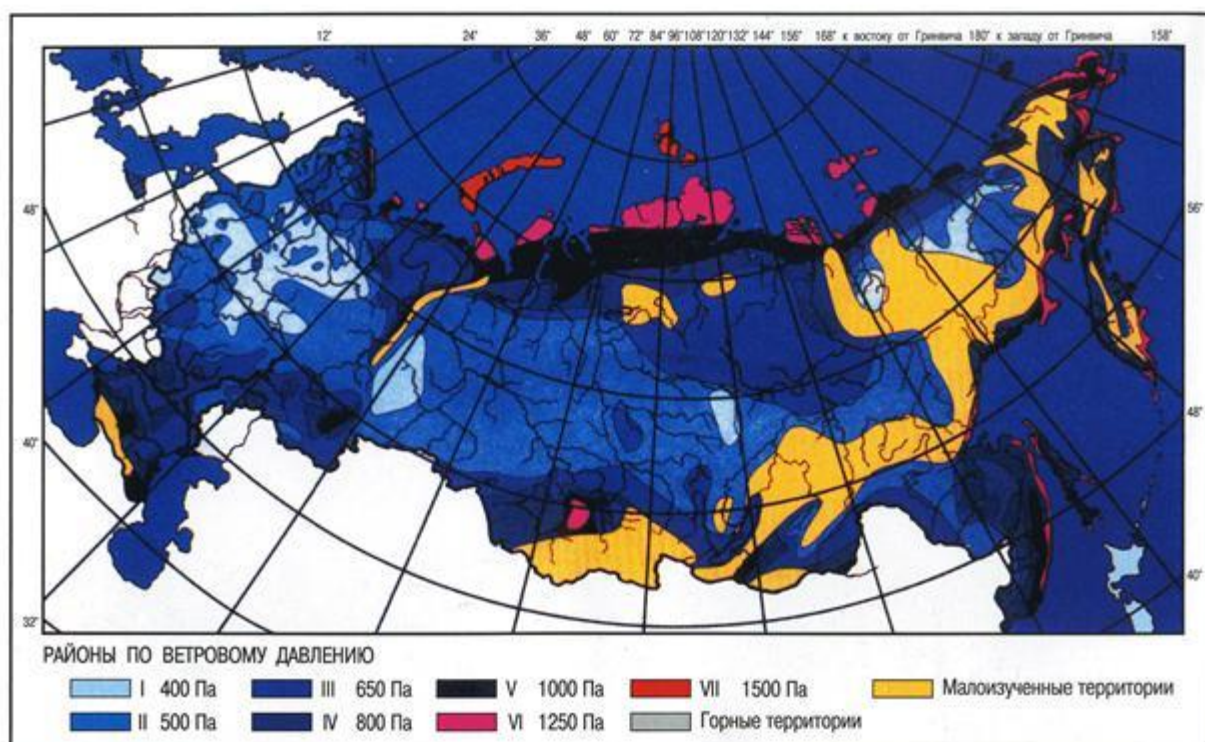 12° 24° 36° 48° 60° 72° 84° 96° 108° 120° 132° 144° 156° 168° к востоку от Гринвича 180° к западу от Гринвича 158°
48°
56°
40°
48°
32°
40°
РАЙОНЫ ПО ВЕТРОВОМУ ДАВЛЕНИЮ
I 400 Па III 650 Па V 1000 Па VII 1500 Па Малоизученные территории
II 500 Па IV 800 Па VI 1250 Па Горные территории